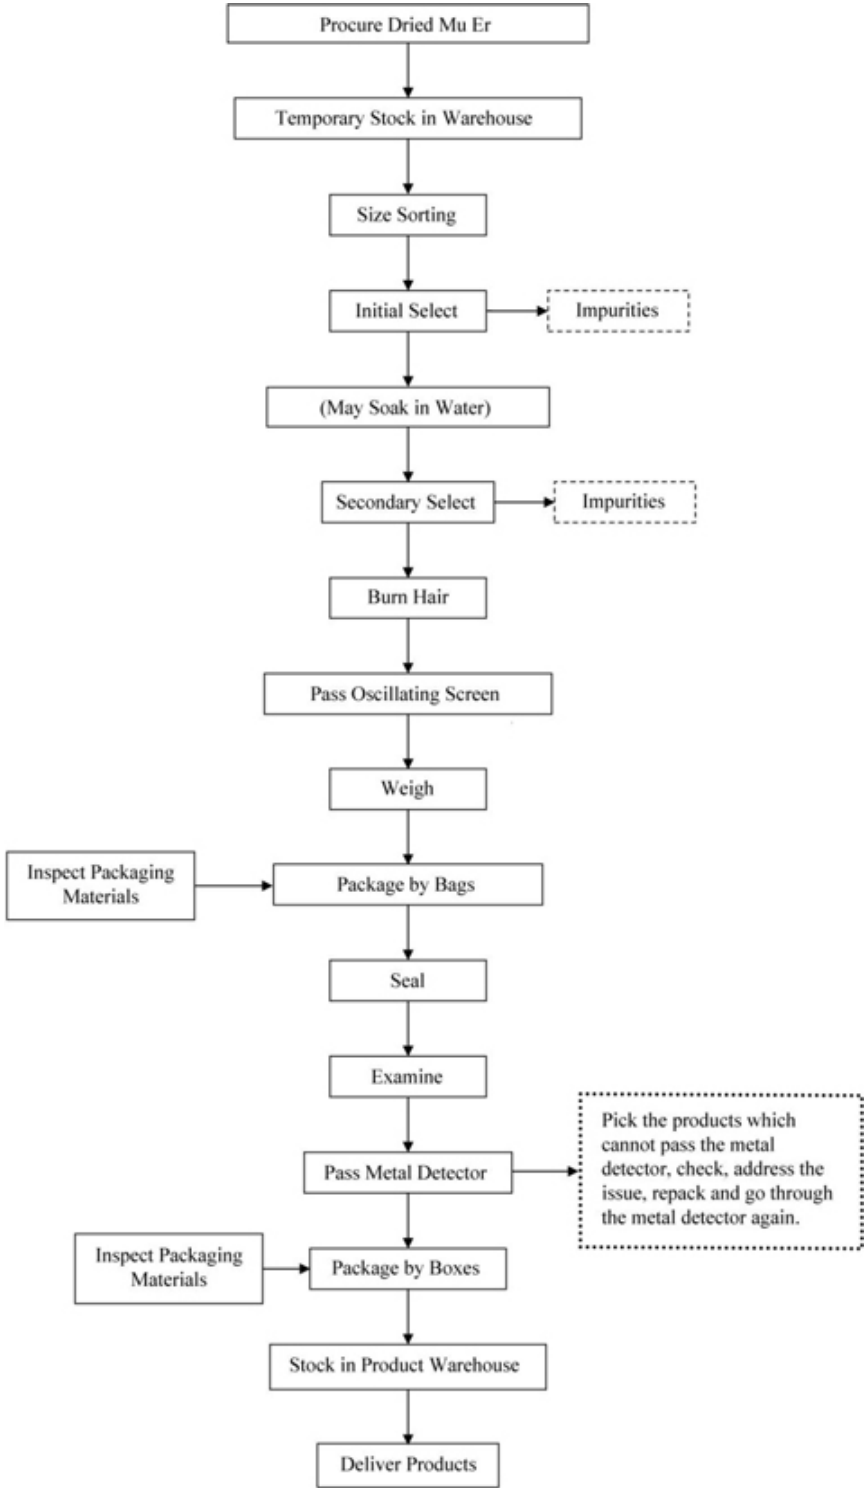 Procure Dried Mu Er
Temporary Stock in Warehouse
Size Sorting
Initial Select
Impurities
(May Soak in Water)
Secondary Select
Impurities
Burn Hair
Pass Oscillating Screen
Weigh
Inspect Packaging
Materials
Package by Bags
Seal
Examine
Pass Metal Detector
Pick the products which
cannot pass the metal
detector, check, address the
issue, repack and go through
the metal detector again.
Inspect Packaging
Materials
Package by Boxes
Stock in Product Warehouse
Deliver Products